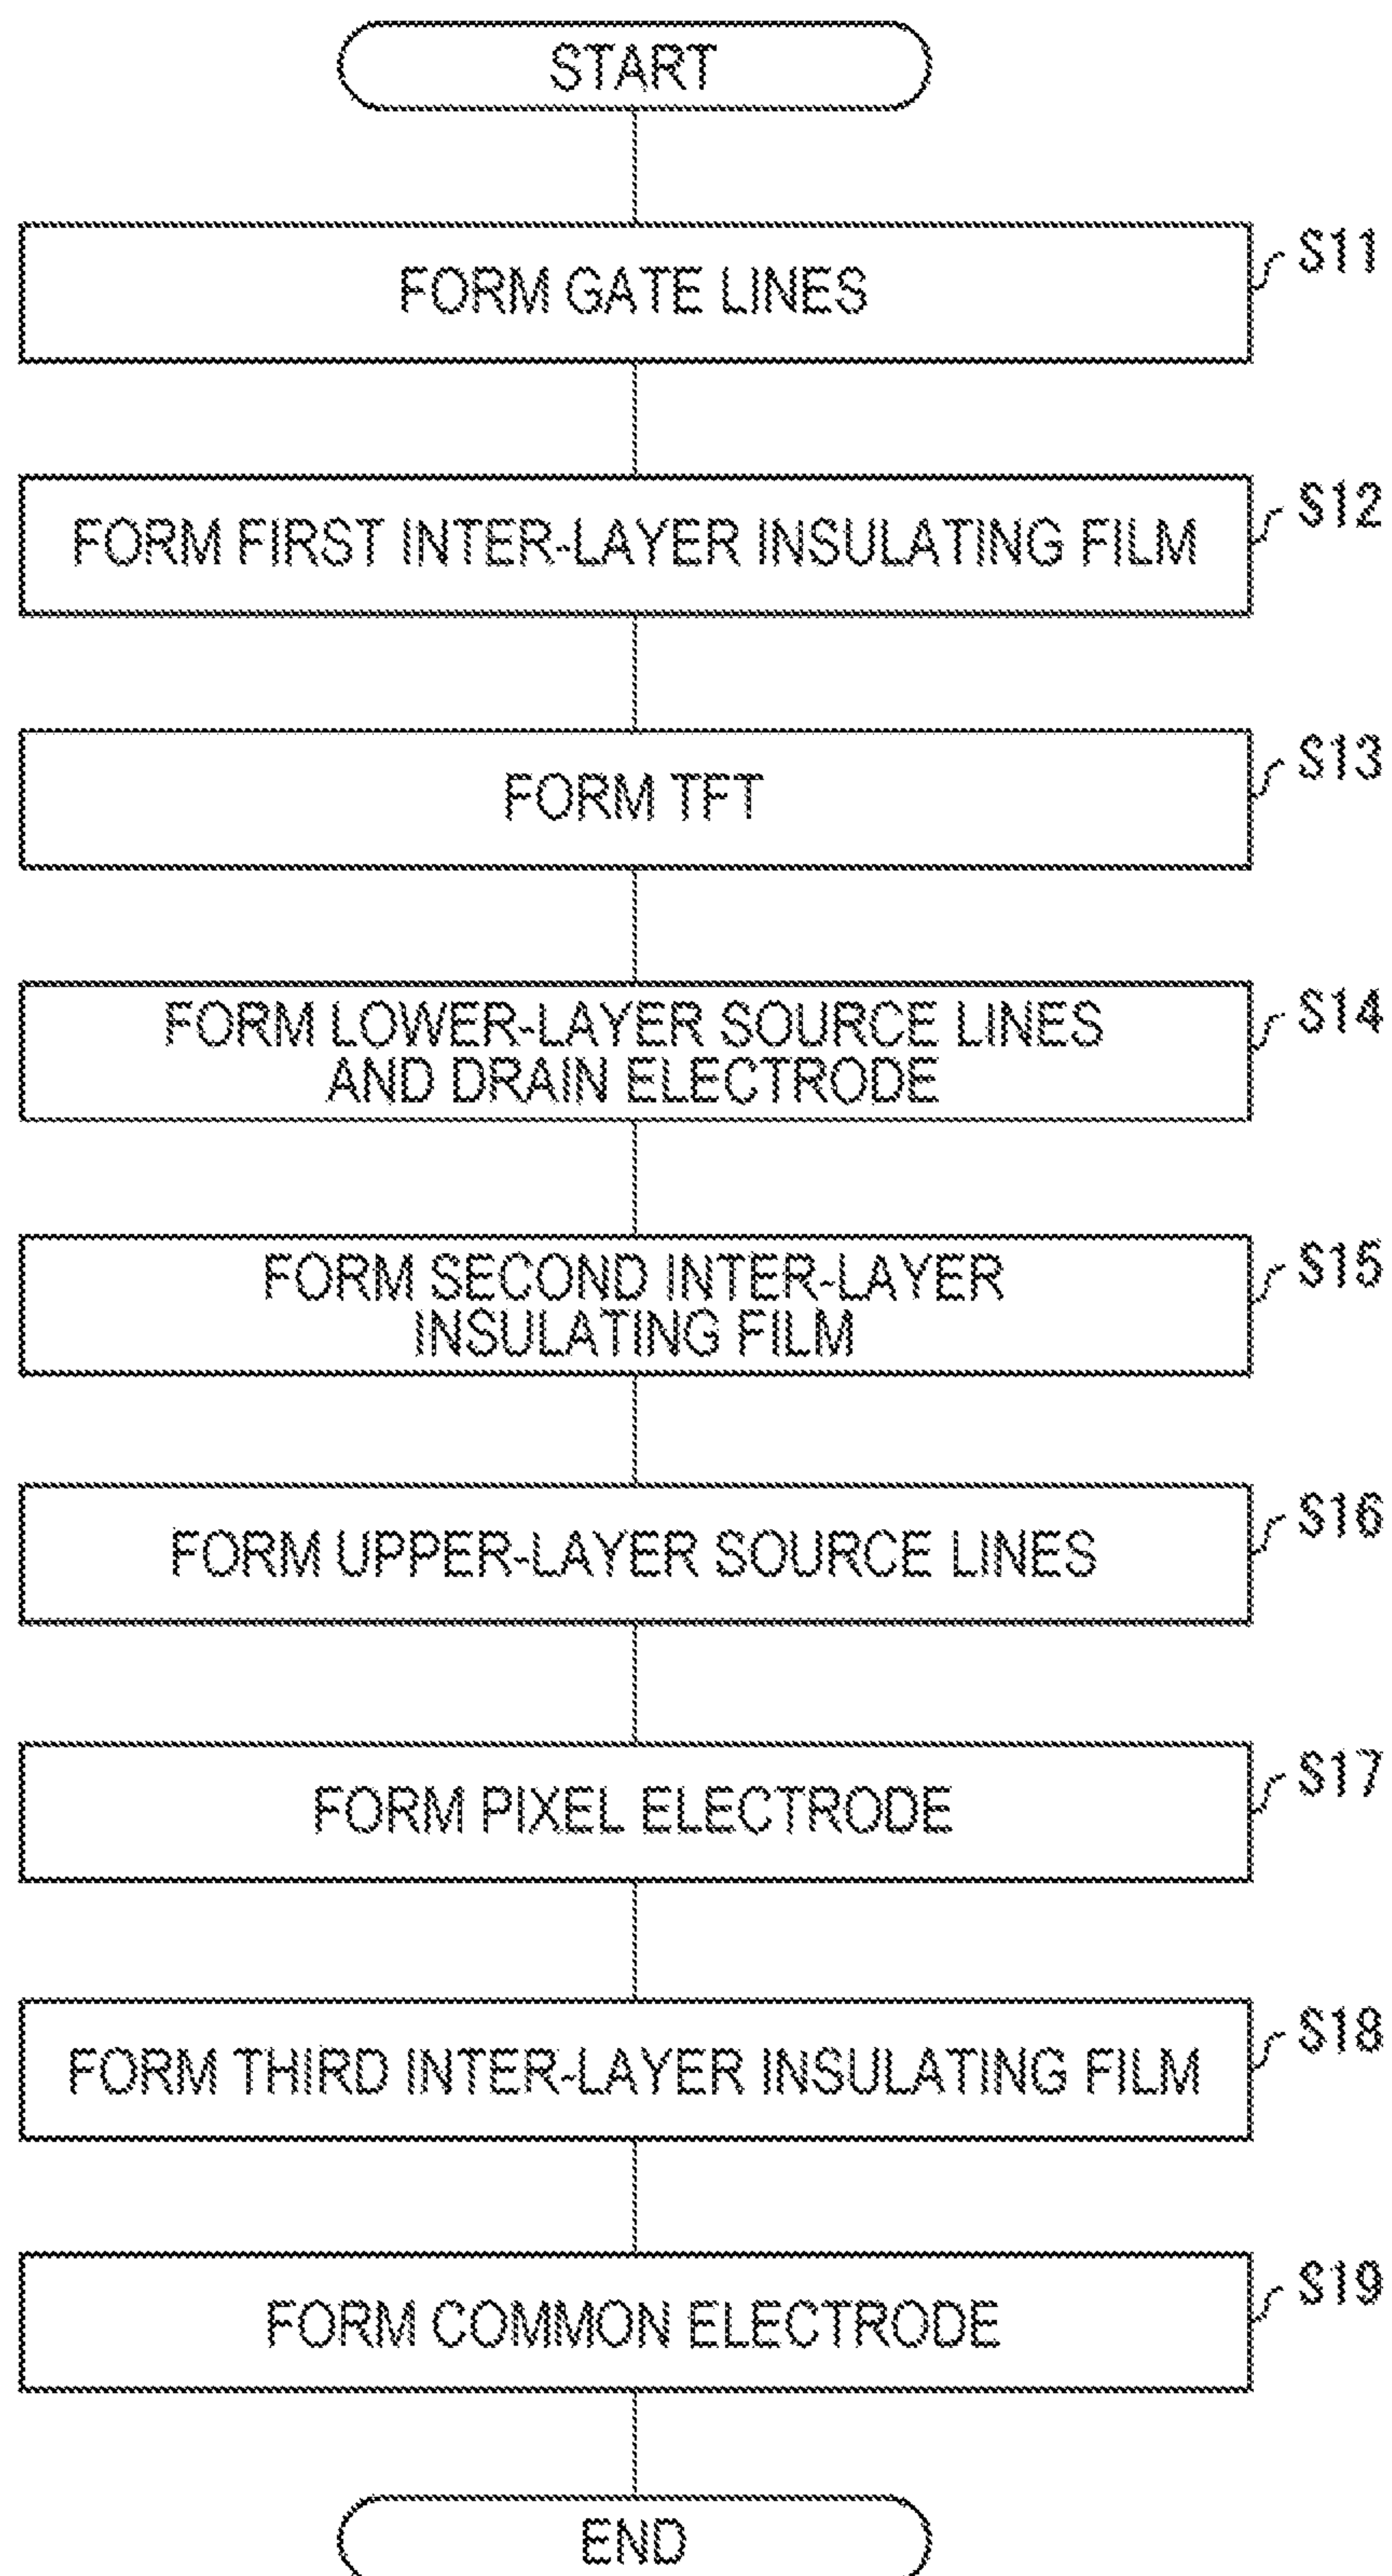 START
FORM GATE LINES
S11
FORM FIRST INTER-LAYER INSULATING FILM
S12
FORM TFT
S13
FORM LOWER-LAYER SOURCE LINES
AND DRAIN ELECTRODE
S14
FORM SECOND INTER-LAYER
INSULATING FILM
S15
FORM UPPER-LAYER SOURCE LINES
S16
FORM PIXEL ELECTRODE
S17
FORM THIRD INTER-LAYER INSULATING FILM
S18
FORM COMMON ELECTRODE
S19
END